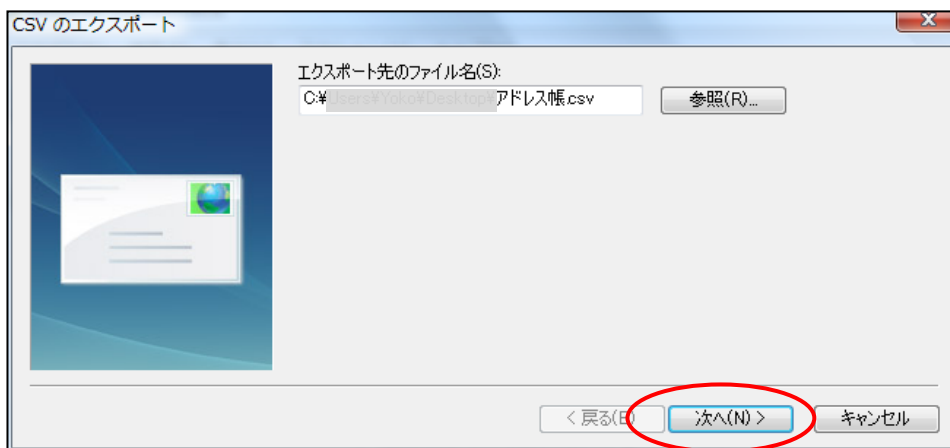 CSV のエクスポート
エクスポート先のファイル名(S):
C:¥Users¥Yoko¥Desktop¥アドレス帳.csv
参照(R)...
< 戻る(B)
次へ(N) >
キャンセル